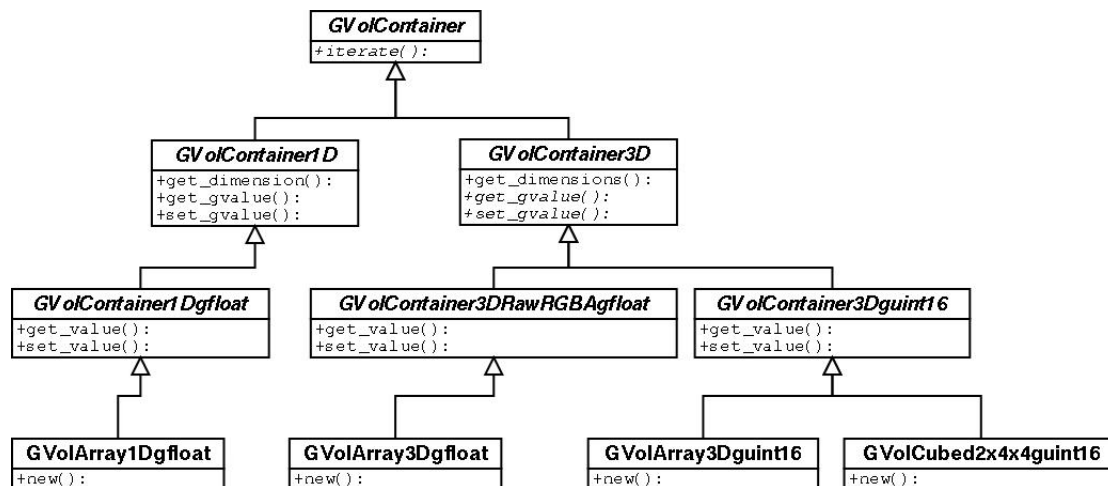 GVolContainer
+iterate():
GVolContainer1D
+get_dimension():
+get_gvalue():
+set_gvalue():
GVolContainer3D
+get_dimensions():
+get_gvalue():
+set_gvalue():
GVolContainer1Dgfloat
+get_value():
+set_value():
GVolContainer3DRawRGBAgfloat
+get_value():
+set_value():
GVolContainer3Dguint16
+get_value():
+set_value():
GVolArray1Dgfloat
+new():
GVolArray3Dgfloat
+new():
GVolArray3Dguint16
+new():
GVolCubed2x4x4guint16
+new():